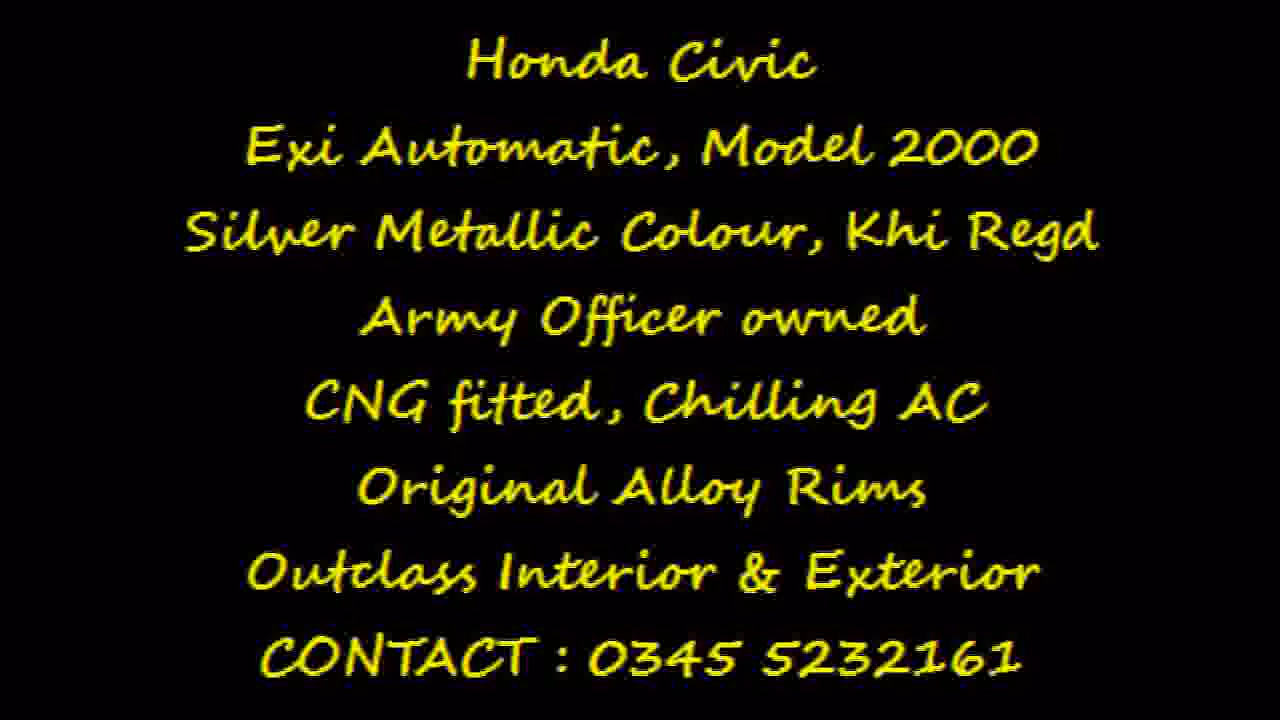 Honda Civic
Exi Automatic, Model 2000
Silver Metallic Colour, Khi Regd
Army Officer owned
CNG fitted, Chilling AC
Original Alloy Rims
Outclass Interior & Exterior
CONTACT : 0345 5232161